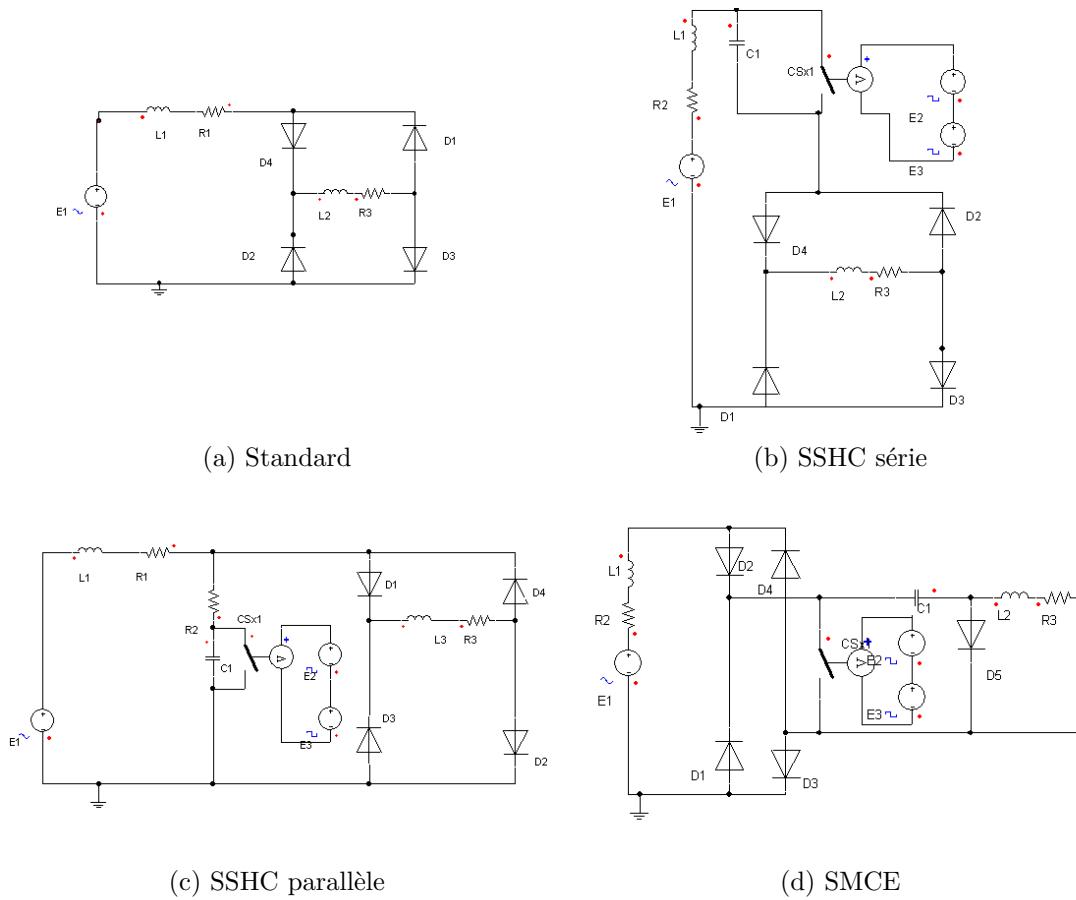 L1
R1
D4
D1
E1
L2
R3
D2
D3
(a) Standard
L1
C1
CSx1
R2
E2
E3
E1
D2
D4
L2
R3
D1
D3
(b) SSHC série
L1
R1
D1
D4
R2
CSx1
L3
R3
C1
E2
D3
E1
E3
D2
(c) SSHC parallèle
L1
D2
D4
C1
L2
R3
R2
CSx1
E2
D5
E1
E3
D1
D3
(d) SMCE